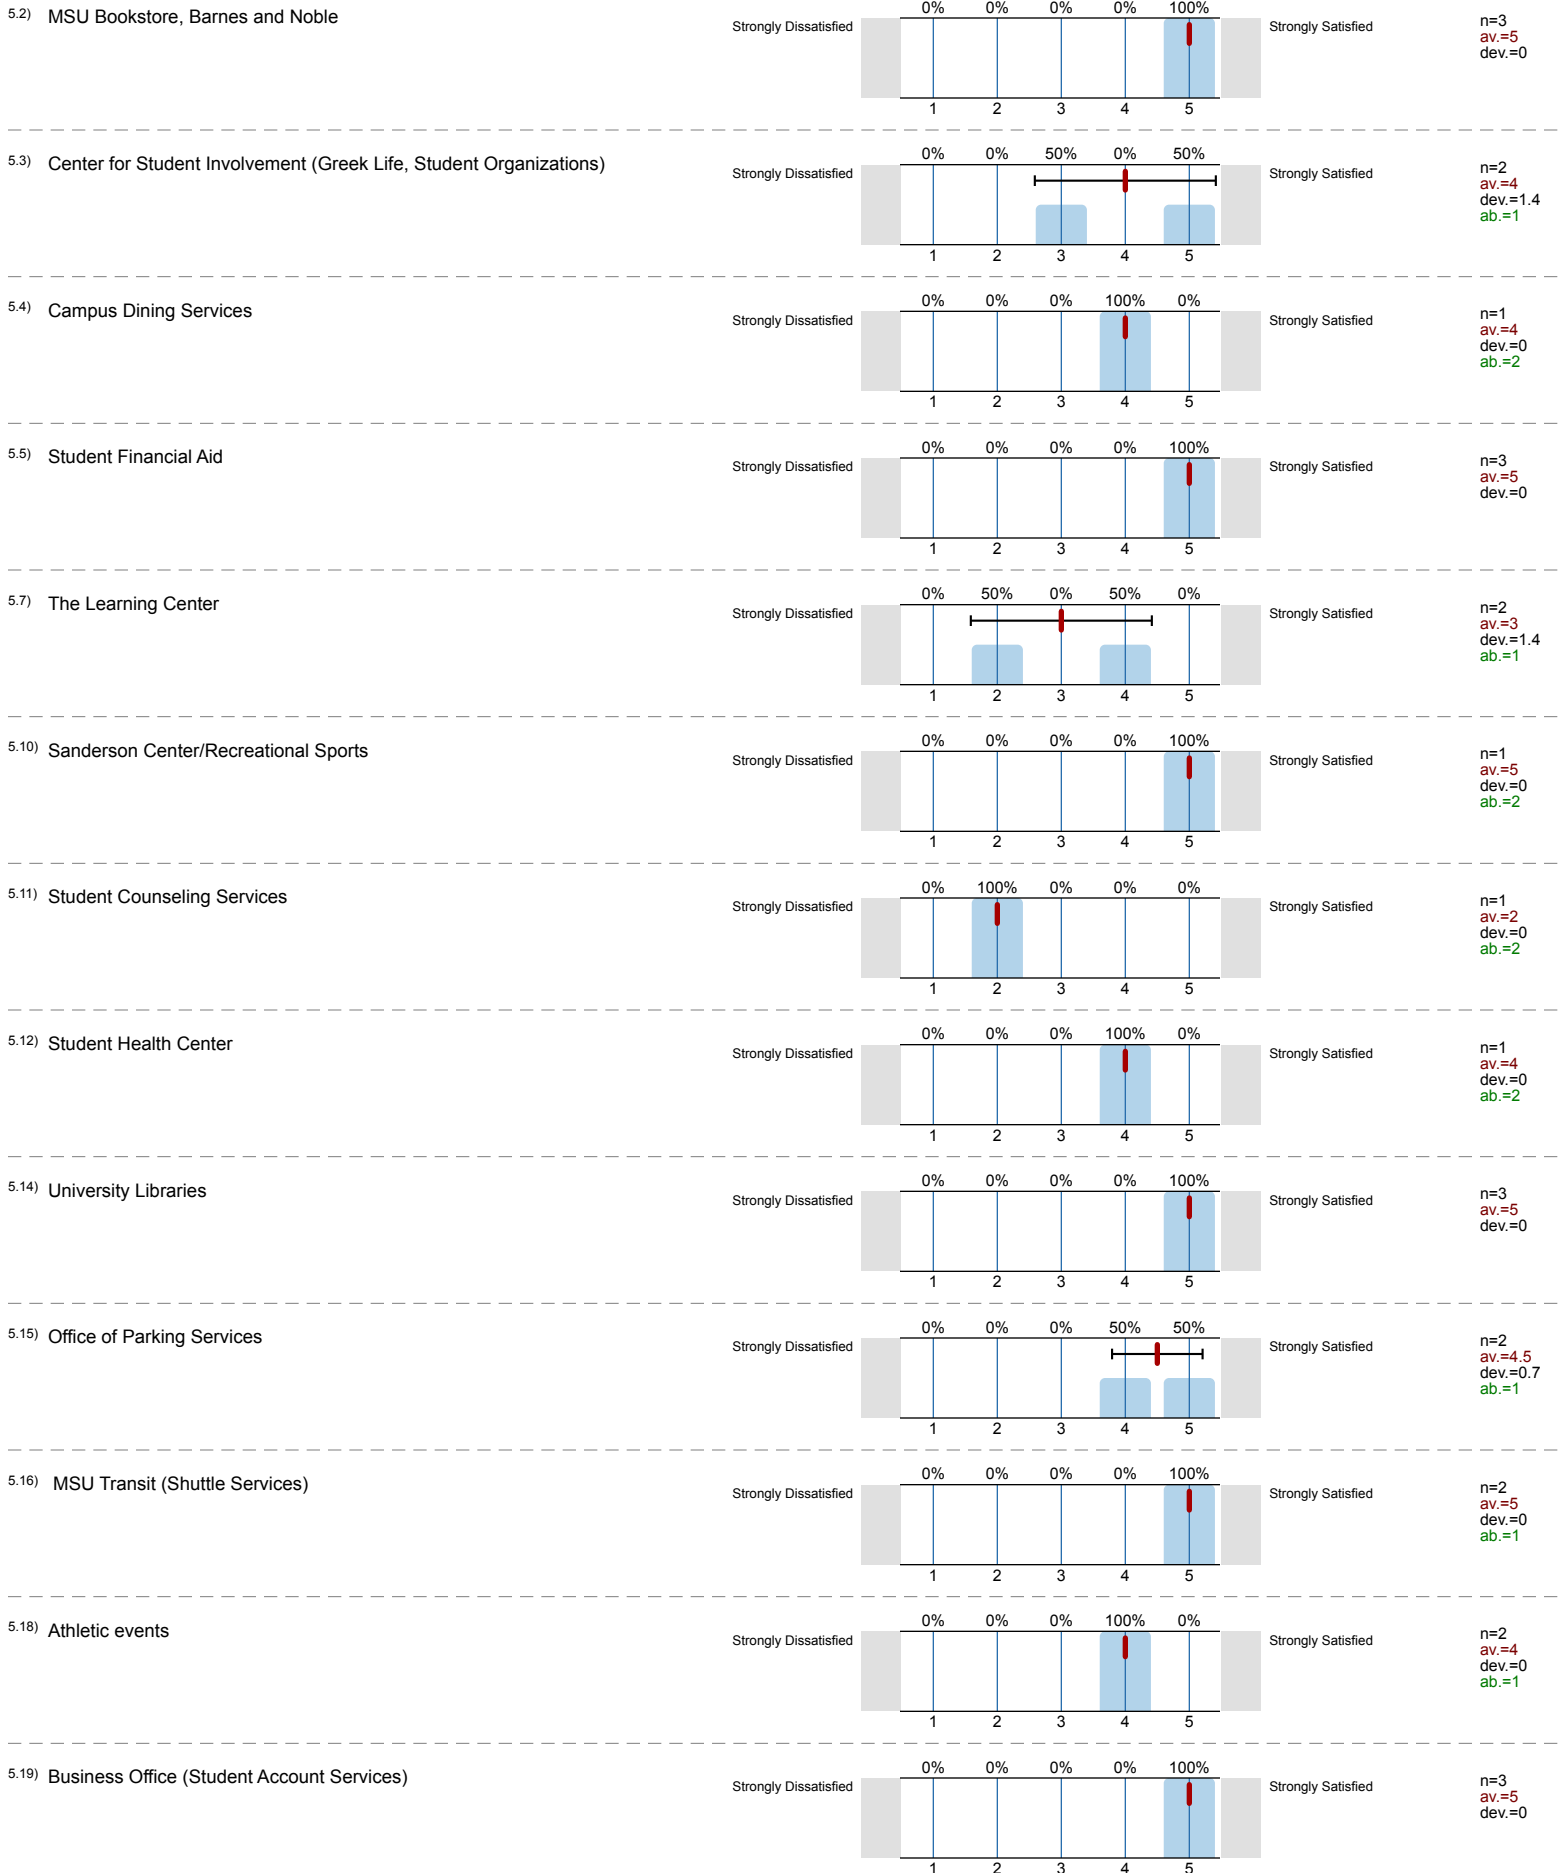 5.2) MSU Bookstore, Barnes and Noble
0% 0% 0% 0% 100%
Strongly Dissatisfied Strongly Satisfied
n=3
av.=5
dev.=0
1 2 3 4 5
5.3) Center for Student Involvement (Greek Life, Student Organizations)
0% 0% 50% 0% 50%
Strongly Dissatisfied Strongly Satisfied
n=2
av.=4
dev.=1.4
ab.=1
1 2 3 4 5
5.4) Campus Dining Services
0% 0% 0% 100% 0%
Strongly Dissatisfied Strongly Satisfied
n=1
av.=4
dev.=0
ab.=2
1 2 3 4 5
5.5) Student Financial Aid
0% 0% 0% 0% 100%
Strongly Dissatisfied Strongly Satisfied
n=3
av.=5
dev.=0
1 2 3 4 5
5.7) The Learning Center
0% 50% 0% 50% 0%
Strongly Dissatisfied Strongly Satisfied
n=2
av.=3
dev.=1.4
ab.=1
1 2 3 4 5
5.10) Sanderson Center/Recreational Sports
0% 0% 0% 0% 100%
Strongly Dissatisfied Strongly Satisfied
n=1
av.=5
dev.=0
ab.=2
1 2 3 4 5
5.11) Student Counseling Services
0% 100% 0% 0% 0%
Strongly Dissatisfied Strongly Satisfied
n=1
av.=2
dev.=0
ab.=2
1 2 3 4 5
5.12) Student Health Center
0% 0% 0% 100% 0%
Strongly Dissatisfied Strongly Satisfied
n=1
av.=4
dev.=0
ab.=2
1 2 3 4 5
5.14) University Libraries
0% 0% 0% 0% 100%
Strongly Dissatisfied Strongly Satisfied
n=3
av.=5
dev.=0
1 2 3 4 5
5.15) Office of Parking Services
0% 0% 0% 50% 50%
Strongly Dissatisfied Strongly Satisfied
n=2
av.=4.5
dev.=0.7
ab.=1
1 2 3 4 5
5.16) MSU Transit (Shuttle Services)
0% 0% 0% 0% 100%
Strongly Dissatisfied Strongly Satisfied
n=2
av.=5
dev.=0
ab.=1
1 2 3 4 5
5.18) Athletic events
0% 0% 0% 100% 0%
Strongly Dissatisfied Strongly Satisfied
n=2
av.=4
dev.=0
ab.=1
1 2 3 4 5
5.19) Business Office (Student Account Services)
0% 0% 0% 0% 100%
Strongly Dissatisfied Strongly Satisfied
n=3
av.=5
dev.=0
1 2 3 4 5